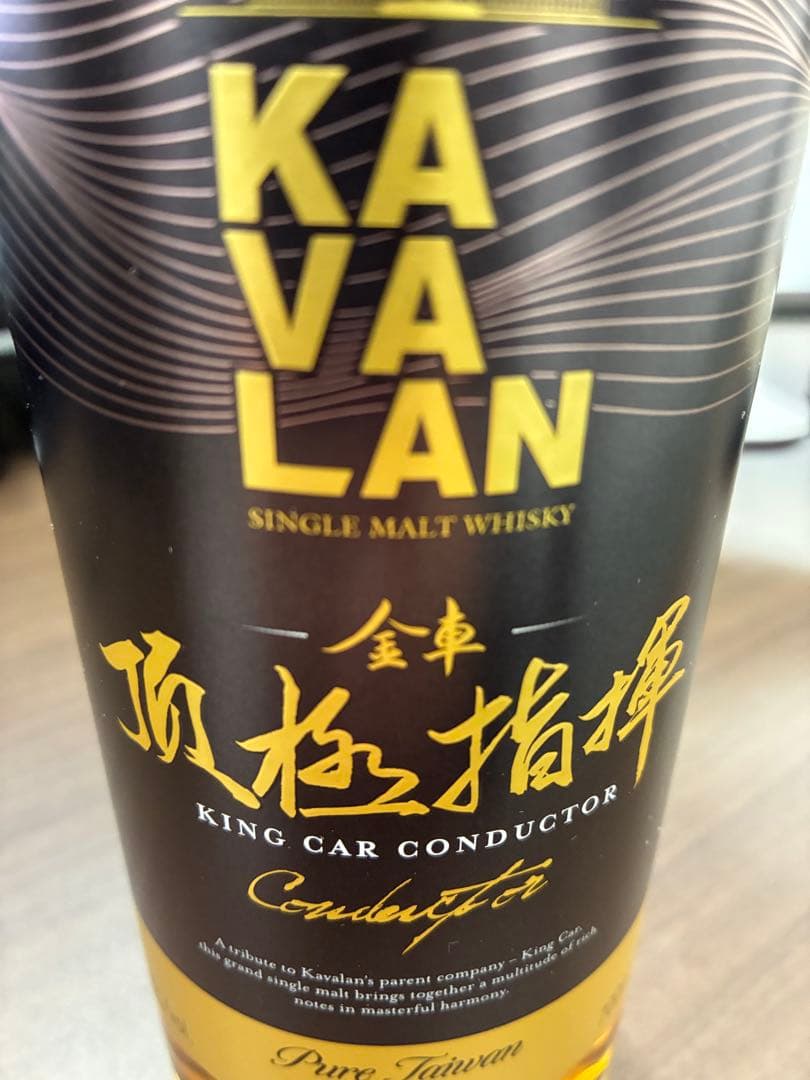 KA
VA
LAN
SINGLE MALT WHISKY
金車
頂極指揮
KING CAR CONDUCTOR
Conductor
A tribute to Kavalan's parent company – King Car,
this grand single malt brings together a multitude of rich
notes in masterful harmony.
Pure Taiwan